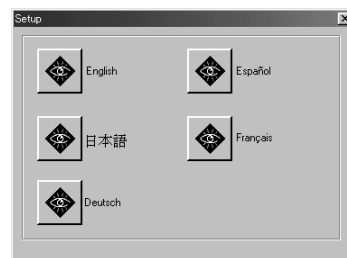 Setup
English
Español
日本語
Français
Deutsch